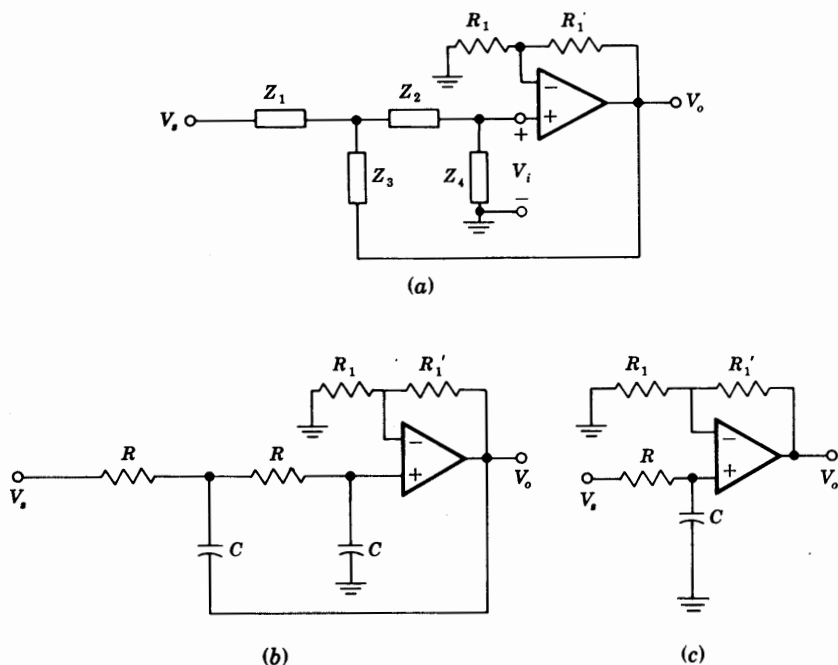 R₁ R₁′
Z₁ Z₂
Vₛ − Vₒ
+
+
Z₃ Z₄ Vᵢ
−
(a)
R₁ R₁′ R₁ R₁′
− −
R R + R +
Vₛ Vₒ Vₛ Vₒ
C C C
(b) (c)